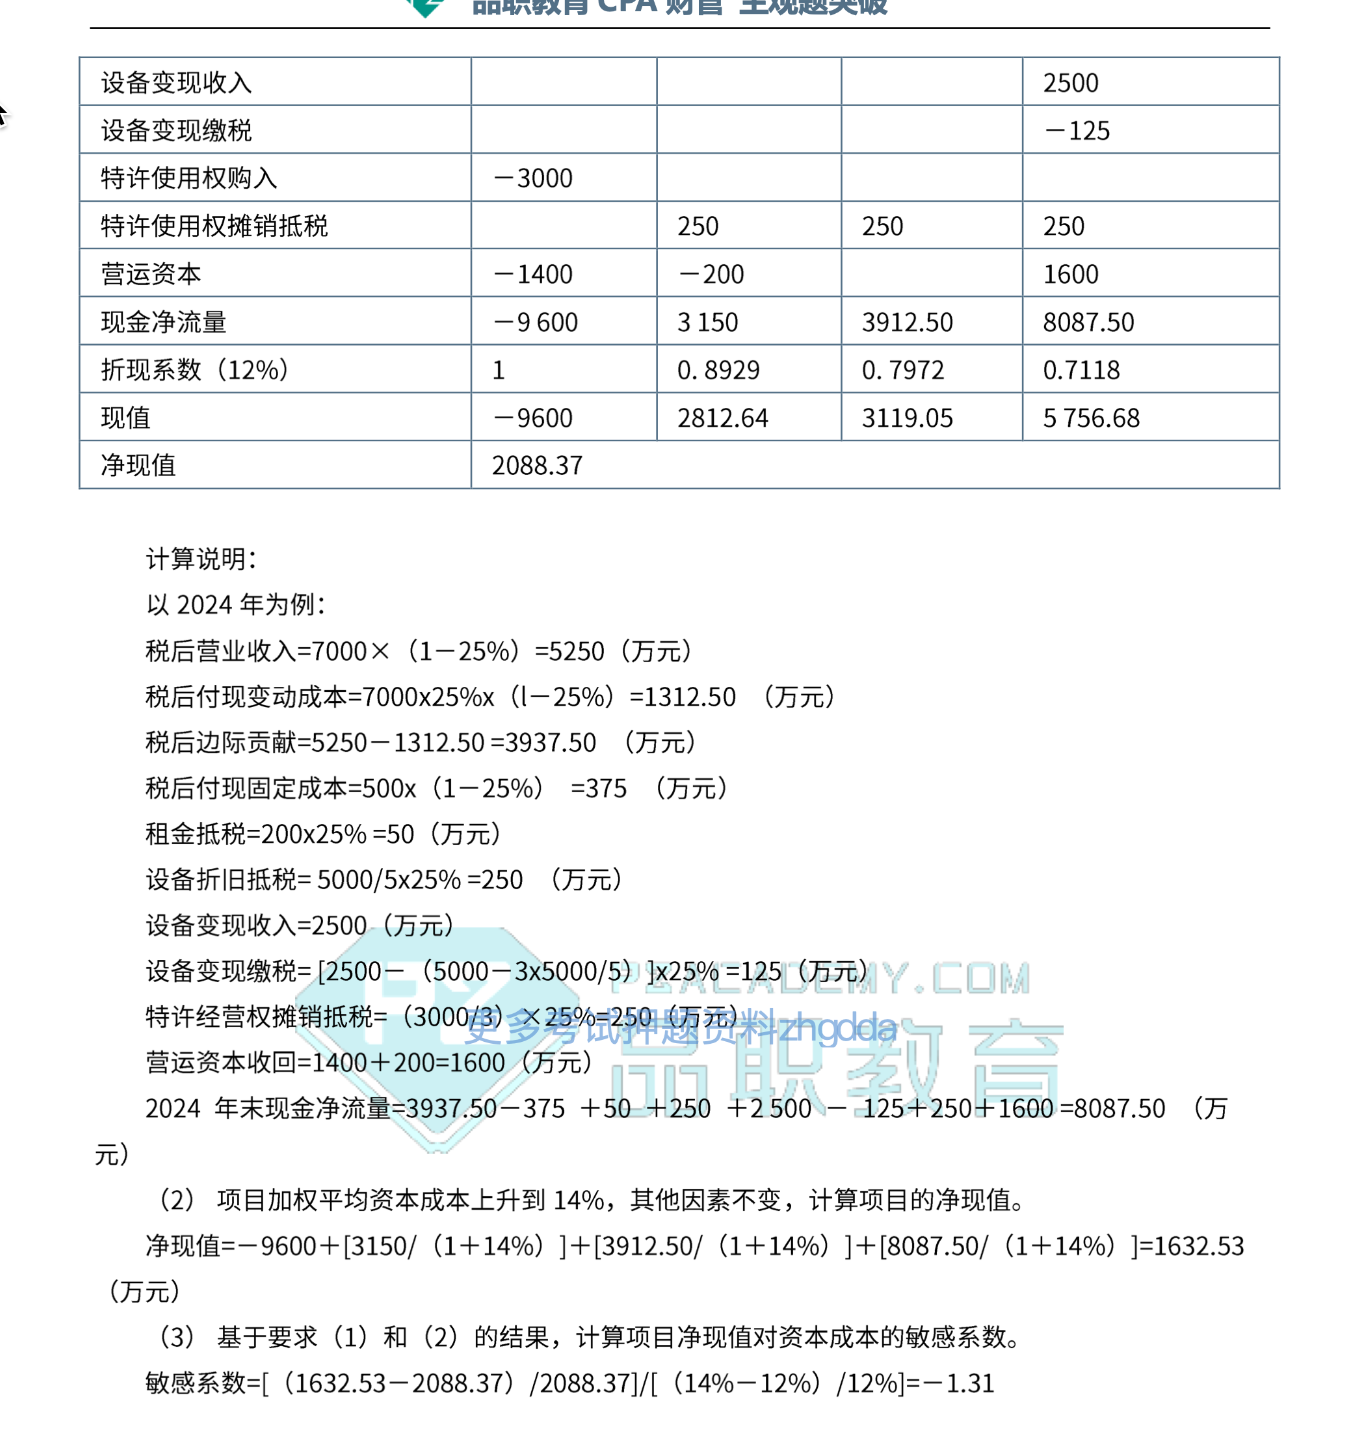 品职教育 CPA 财管 主观题突破
设备变现收入 2500
设备变现缴税 －125
特许使用权购入 －3000
特许使用权摊销抵税 250 250 250
营运资本 －1400 －200 1600
现金净流量 －9 600 3 150 3912.50 8087.50
折现系数（12%） 1 0. 8929 0. 7972 0.7118
现值 －9600 2812.64 3119.05 5 756.68
净现值 2088.37
计算说明：
以 2024 年为例：
税后营业收入=7000×（1－25%）=5250（万元）
税后付现变动成本=7000x25%x（l－25%）=1312.50 （万元）
税后边际贡献=5250－1312.50 =3937.50 （万元）
税后付现固定成本=500x（1－25%） =375 （万元）
租金抵税=200x25% =50（万元）
设备折旧抵税= 5000/5x25% =250 （万元）
设备变现收入=2500（万元）
设备变现缴税= [2500－（5000－3x5000/5）]x25% =125（万元）
PZACADEMY.COM
特许经营权摊销抵税=（3000/3）×25%=250（万元）
更多考试押题资料zhgdda
品职教育
营运资本收回=1400＋200=1600（万元）
2024 年末现金净流量=3937.50－375 ＋50 ＋250 ＋2 500 － 125＋250＋1600 =8087.50 （万
元）
（2） 项目加权平均资本成本上升到 14%，其他因素不变，计算项目的净现值。
净现值=－9600＋[3150/（1＋14%）]＋[3912.50/（1＋14%）]＋[8087.50/（1＋14%）]=1632.53
（万元）
（3） 基于要求（1）和（2）的结果，计算项目净现值对资本成本的敏感系数。
敏感系数=[（1632.53－2088.37）/2088.37]/[（14%－12%）/12%]=－1.31